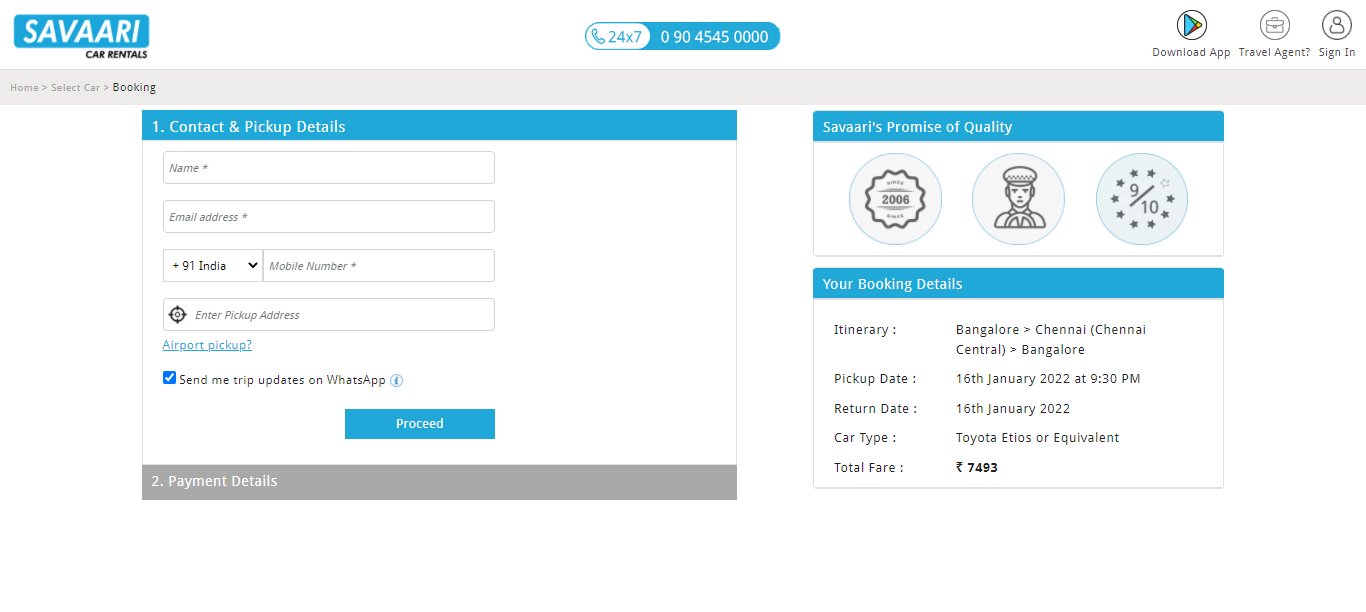 SAVAARI
CAR RENTALS
24x7 0 90 4545 0000
Download App
Travel Agent?
Sign In
Home > Select Car > Booking
1. Contact & Pickup Details
Name *
Email address *
+ 91 India
Mobile Number *
Enter Pickup Address
Airport pickup?
Send me trip updates on WhatsApp i
Proceed
2. Payment Details
Savaari's Promise of Quality
SINCE
2006
SINCE
9/10
Your Booking Details
Itinerary : Bangalore > Chennai (Chennai
Central) > Bangalore
Pickup Date : 16th January 2022 at 9:30 PM
Return Date : 16th January 2022
Car Type : Toyota Etios or Equivalent
Total Fare : ₹ 7493